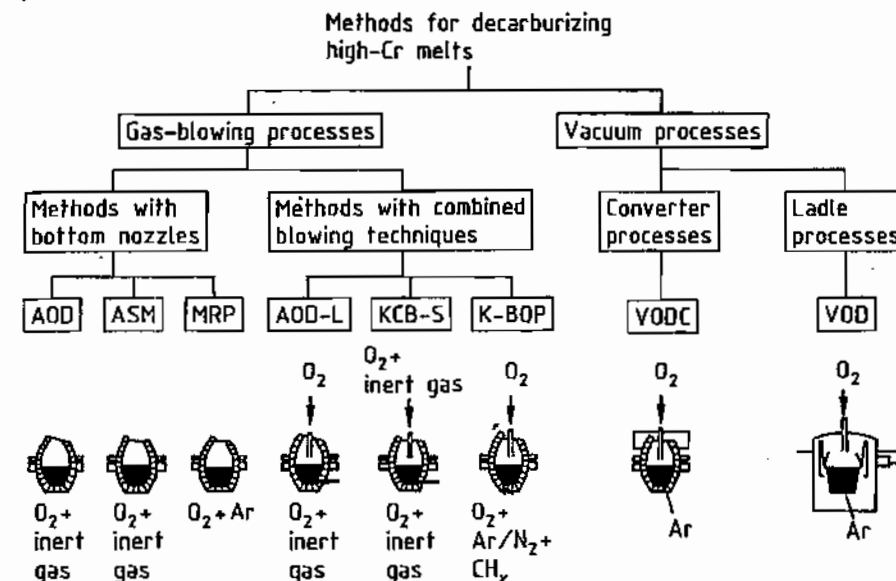 Methods for decarburizing
high-Cr melts
Gas-blowing processes
Vacuum processes
Methods with
bottom nozzles
Methods with combined
blowing techniques
Converter
processes
Ladle
processes
AOD
ASM
MRP
AOD-L
KCB-S
K-BOP
VODC
VOD
O₂
O₂+
inert gas
O₂
O₂
O₂
O₂+
inert
gas
O₂+
inert
gas
O₂+Ar
O₂+
inert
gas
O₂+
inert
gas
O₂+
Ar/N₂+
CHₓ
Ar
Ar